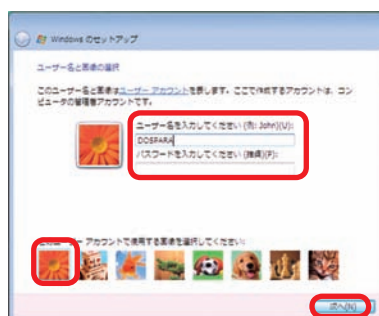 Windows のセットアップ
ユーザー名と画像の選択
このユーザー名と画像はユーザー アカウントを表します。ここで作成するアカウントは、コン
ピュータの管理者アカウントです。
ユーザー名を入力してください (例: John)(U):
DOSPARA
パスワードを入力してください (推奨)(P):
このユーザー アカウントで使用する画像を選択してください:
次へ(N)